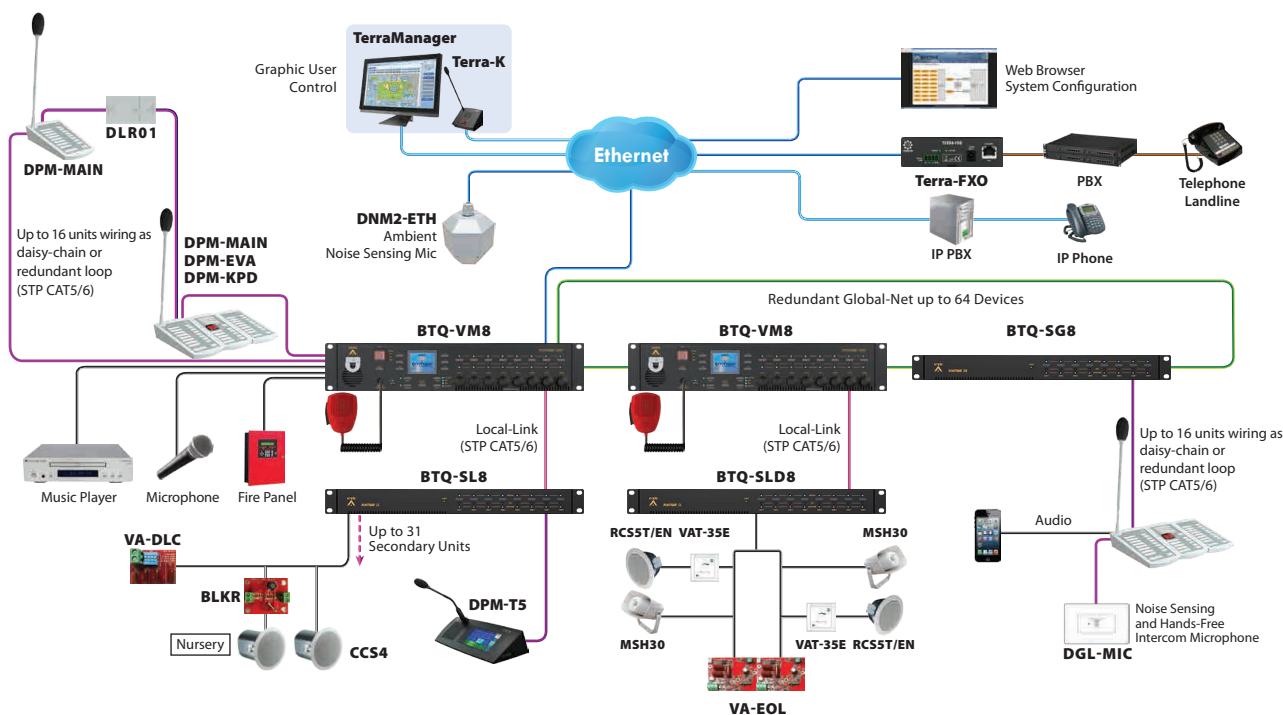 TerraManager
Terra-K
Graphic User
Control
Web Browser
System Configuration
DLR01
DPM-MAIN
Ethernet
Terra-FXO
PBX
Telephone
Landline
DNM2-ETH
Ambient
Noise Sensing Mic
IP PBX
IP Phone
Up to 16 units wiring as
daisy-chain or
redundant loop
(STP CAT5/6)
DPM-MAIN
DPM-EVA
DPM-KPD
Redundant Global-Net up to 64 Devices
BTQ-VM8
BTQ-VM8
BTQ-SG8
Music Player
Microphone
Fire Panel
Local-Link
(STP CAT5/6)
Local-Link
(STP CAT5/6)
Up to 16 units wiring as
daisy-chain or
redundant loop
(STP CAT5/6)
BTQ-SL8
BTQ-SLD8
Up to 31
Secondary Units
VA-DLC
BLKR
Nursery
CCS4
DPM-T5
RCS5T/EN
VAT-35E
MSH30
MSH30
VAT-35E
RCS5T/EN
VA-EOL
Audio
DGL-MIC
Noise Sensing
and Hands-Free
Intercom Microphone